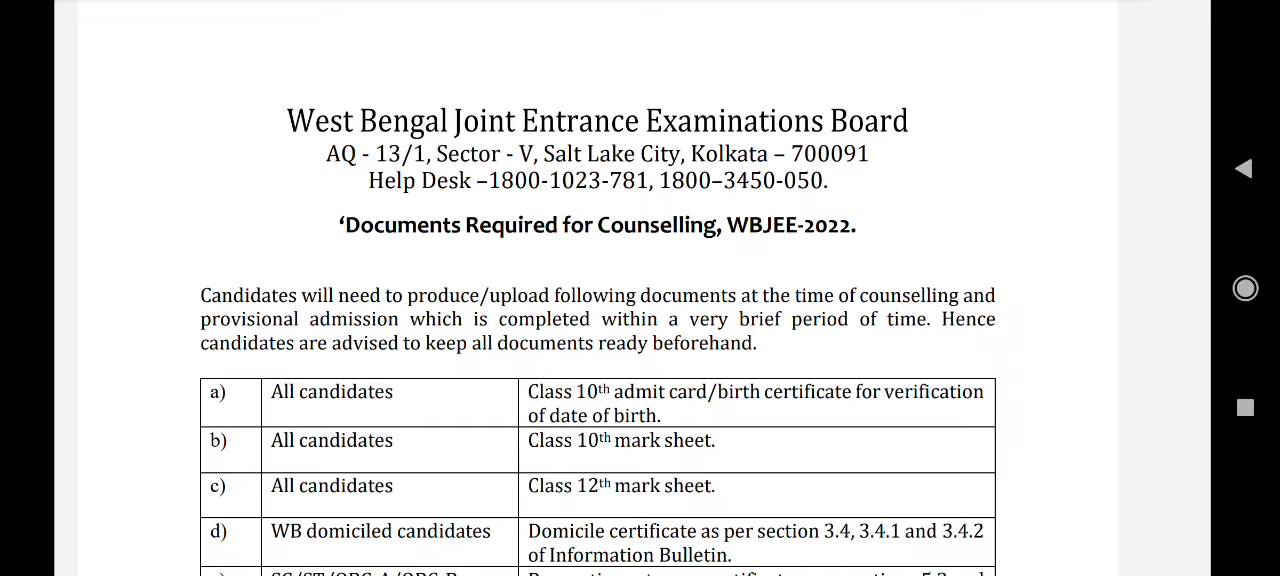 West Bengal Joint Entrance Examinations Board
AQ - 13/1, Sector - V, Salt Lake City, Kolkata – 700091
Help Desk –1800-1023-781, 1800–3450-050.
‘Documents Required for Counselling, WBJEE-2022.
Candidates will need to produce/upload following documents at the time of counselling and
provisional admission which is completed within a very brief period of time. Hence
candidates are advised to keep all documents ready beforehand.
a) All candidates Class 10th admit card/birth certificate for verification
of date of birth.
b) All candidates Class 10th mark sheet.
c) All candidates Class 12th mark sheet.
d) WB domiciled candidates Domicile certificate as per section 3.4, 3.4.1 and 3.4.2
of Information Bulletin.